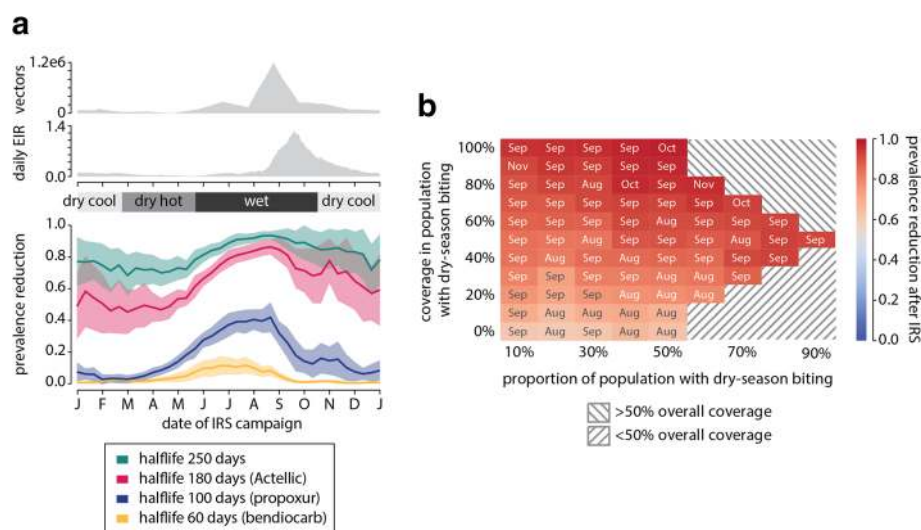 a
1.2e6
vectors
0
1.4
daily EIR
0.0
dry cool dry hot wet dry cool
1.0
0.8
0.6
0.4
0.2
0.0
prevalence reduction
J F M A M J J A S O N D J
date of IRS campaign
halflife 250 days
halflife 180 days (Actellic)
halflife 100 days (propoxur)
halflife 60 days (bendiocarb)
b
coverage in population
with dry-season biting
100% Sep Sep Sep Sep Oct
Nov Sep Sep Sep Sep
80% Sep Sep Aug Oct Sep Nov
Sep Sep Sep Sep Sep Sep Oct
60% Sep Sep Sep Sep Aug Sep Sep Sep
Sep Sep Aug Sep Sep Sep Aug Sep Sep
40% Sep Aug Sep Aug Sep Sep Sep Sep
Sep Sep Sep Sep Aug Aug Sep
20% Sep Sep Sep Aug Aug Aug
Sep Aug Sep Aug Aug
0% Sep Aug Sep Aug Aug
10% 30% 50% 70% 90%
proportion of population with dry-season biting
>50% overall coverage
<50% overall coverage
1.0
0.8
0.6
0.4
0.2
0.0
prevalence reduction after IRS